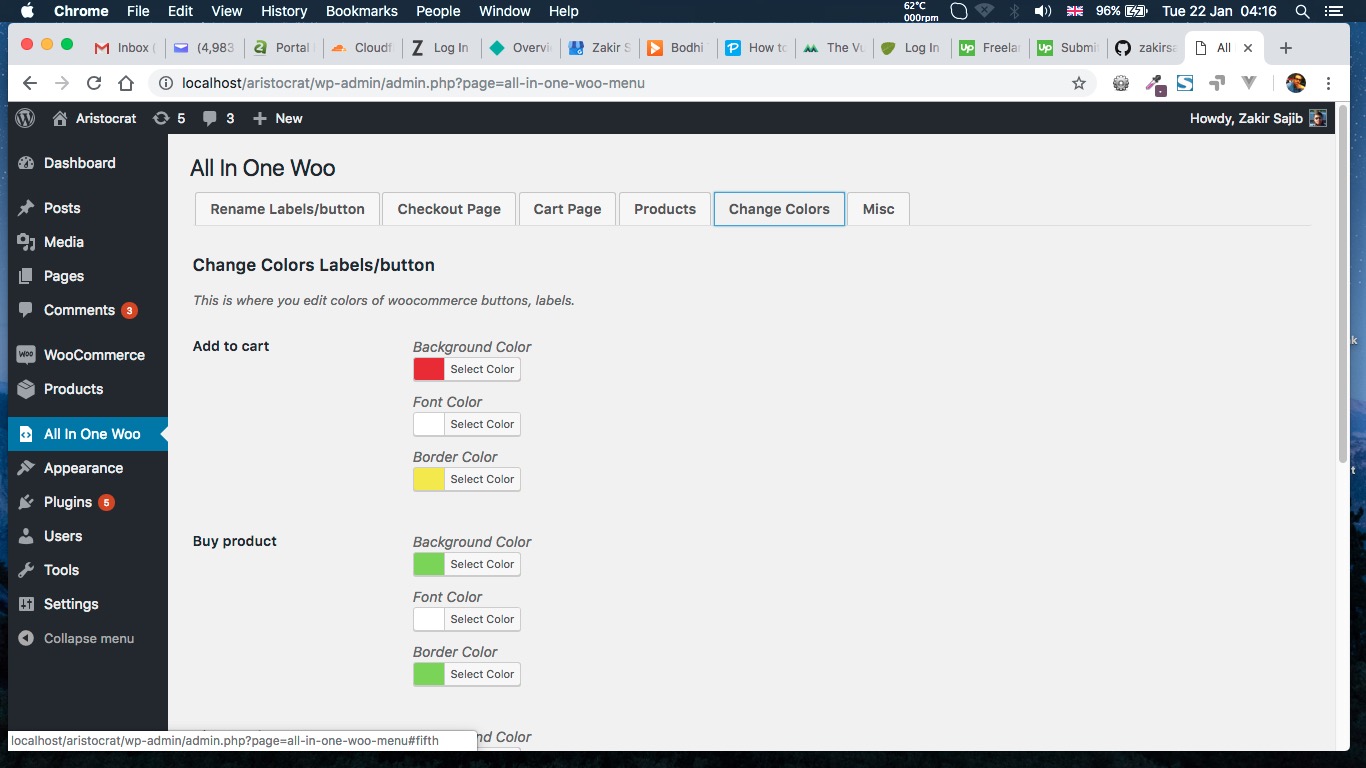 Chrome File Edit View History Bookmarks People Window Help 62°C 000rpm 96% Tue 22 Jan 04:16
Inbox ( (4,983 Portal Cloudf Log In Overvi Zakir S Bodhi How to The Vu Log In Freelan Submit zakirsa All
localhost/aristocrat/wp-admin/admin.php?page=all-in-one-woo-menu
Aristocrat 5 3 New Howdy, Zakir Sajib
Dashboard
Posts
Media
Pages
Comments 3
WooCommerce
Products
All In One Woo
Appearance
Plugins 5
Users
Tools
Settings
Collapse menu
All In One Woo
Rename Labels/button Checkout Page Cart Page Products Change Colors Misc
Change Colors Labels/button
This is where you edit colors of woocommerce buttons, labels.
Add to cart
Background Color
Select Color
Font Color
Select Color
Border Color
Select Color
Buy product
Background Color
Select Color
Font Color
Select Color
Border Color
Select Color
nd Color
localhost/aristocrat/wp-admin/admin.php?page=all-in-one-woo-menu#fifth